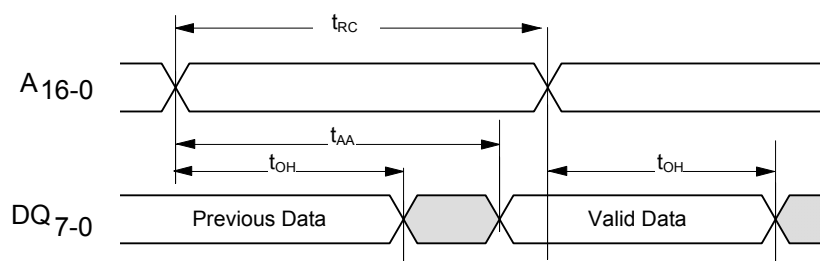 tRC
A16-0
tAA
tOH tOH
DQ7-0 Previous Data Valid Data